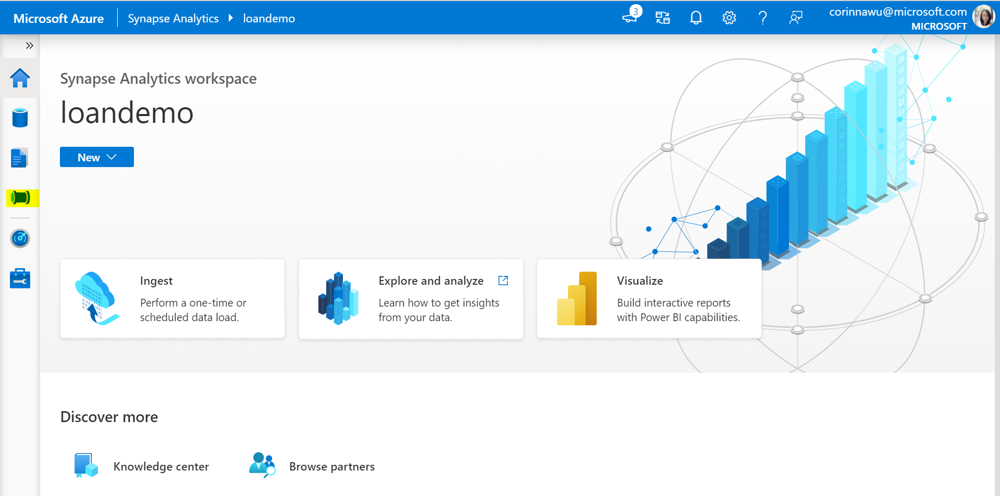 Microsoft Azure
Synapse Analytics
loandemo
3
corinnawu@microsoft.com
MICROSOFT
Synapse Analytics workspace
loandemo
New
Ingest
Perform a one-time or
scheduled data load.
Explore and analyze
Learn how to get insights
from your data.
Visualize
Build interactive reports
with Power BI capabilities.
Discover more
Knowledge center
Browse partners